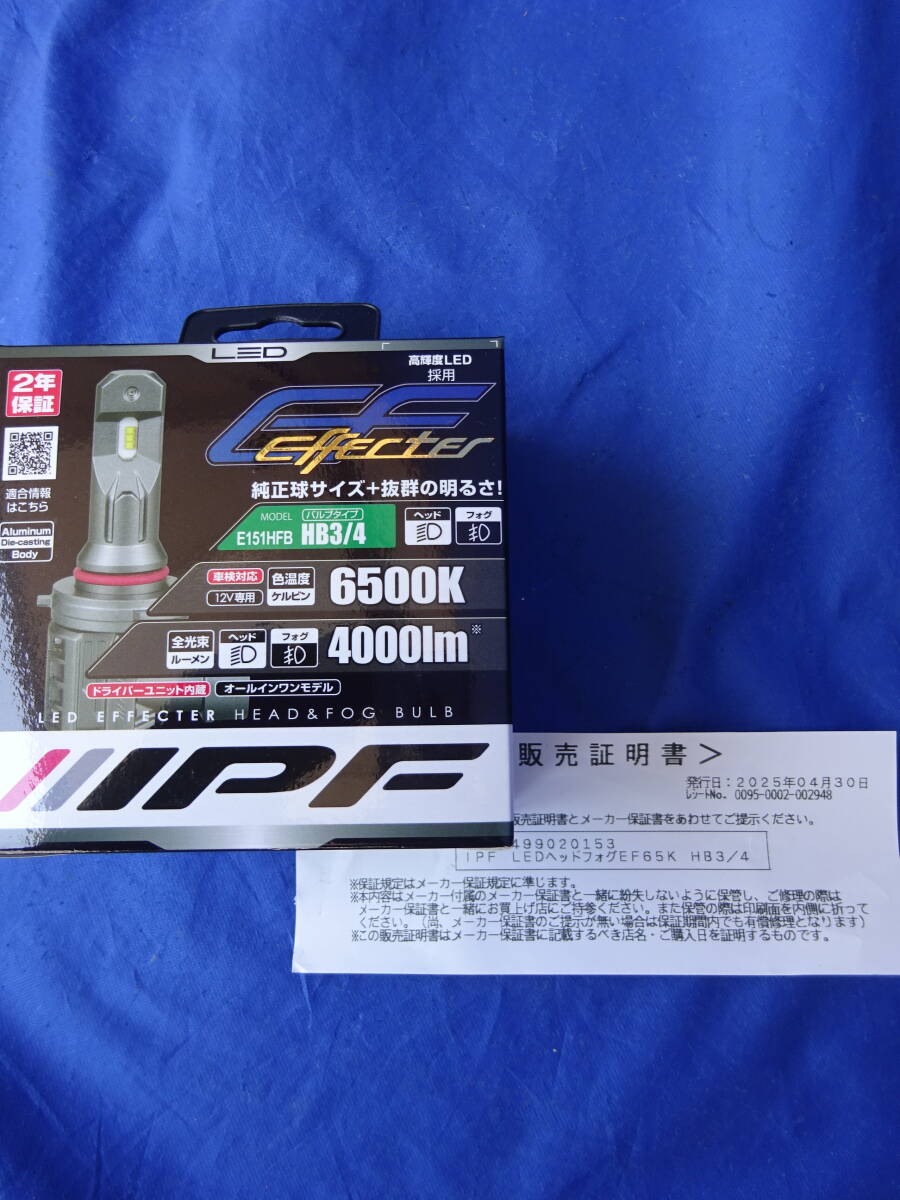 LED
高輝度LED
採用
2年
保証
EF
Effecter
適合情報
はこちら
純正球サイズ+抜群の明るさ!
Aluminum
Die-casting
Body
MODEL
E151HFB
バルブタイプ
HB3/4
ヘッド
フォグ
車検対応
12V専用
色温度
ケルビン
6500K
全光束
ルーメン
ヘッド
フォグ
4000lm※
ドライバーユニット内蔵
オールインワンモデル
LED EFFECTER HEAD&FOG BULB
IPF
販売証明書>
発行日:2025年04月30日
レシートNo. 0095-0002-002948
販売証明書とメーカー保証書をあわせてご提示ください。
499020153
IPF LEDヘッドフォグEF65K HB3/4
※保証規定はメーカー保証規定に準じます。
※本内容はメーカー付属のメーカー保証書と一緒に紛失しないように保管し、ご修理の際は
メーカー保証書と一緒にお買上げ店にご持参ください。また保管の際は印刷面を内側に折って
ください。(尚、メーカー保証書のご提示が無い場合は保証期間内でも有償修理となります)
※この販売証明書はメーカー保証書に記載するべき店名・ご購入日を証明するものです。